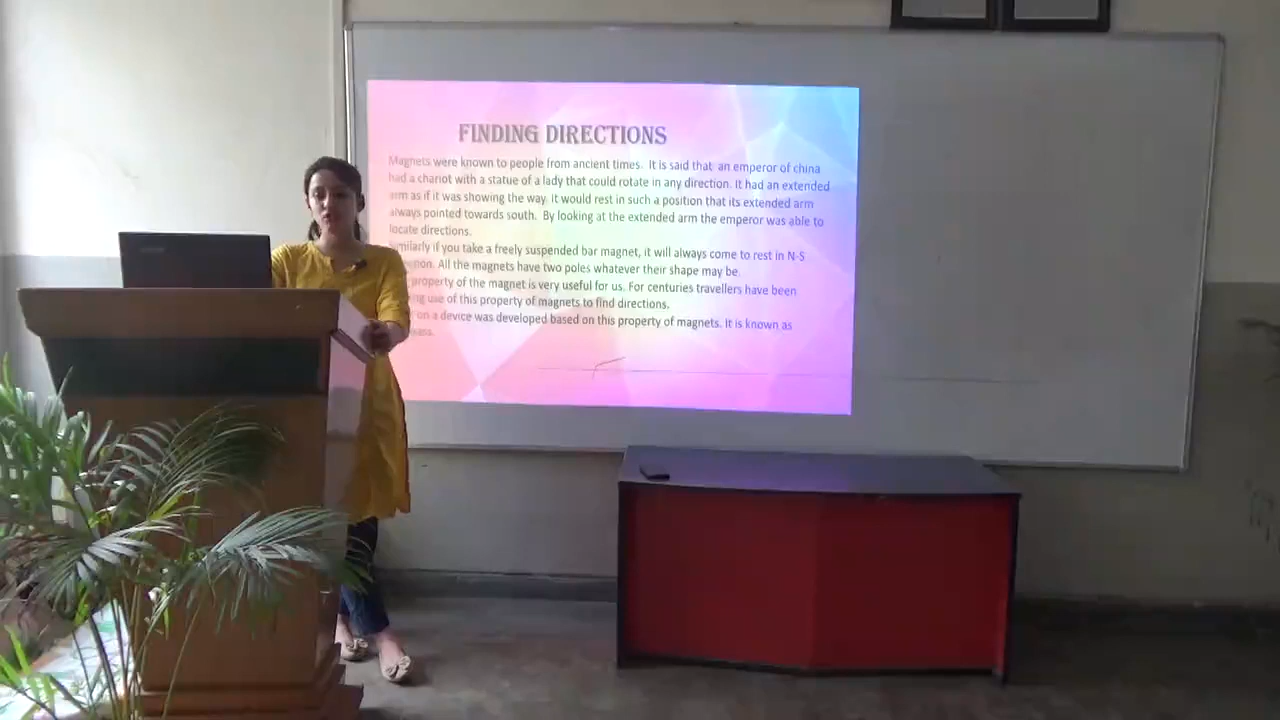 FINDING DIRECTIONS
Magnets were known to people from ancient times. It is said that an emperor of china
had a chariot with a statue of a lady that could rotate in any direction. It had an extended
arm as if it was showing the way. It would rest in such a position that its extended arm
always pointed towards south. By looking at the extended arm the emperor was able to
locate directions.
Similarly if you take a freely suspended bar magnet, it will always come to rest in N-S
All the magnets have two poles whatever their shape may be.
property of the magnet is very useful for us. For centuries travellers have been
use of this property of magnets to find directions.
on a device was developed based on this property of magnets. It is known as